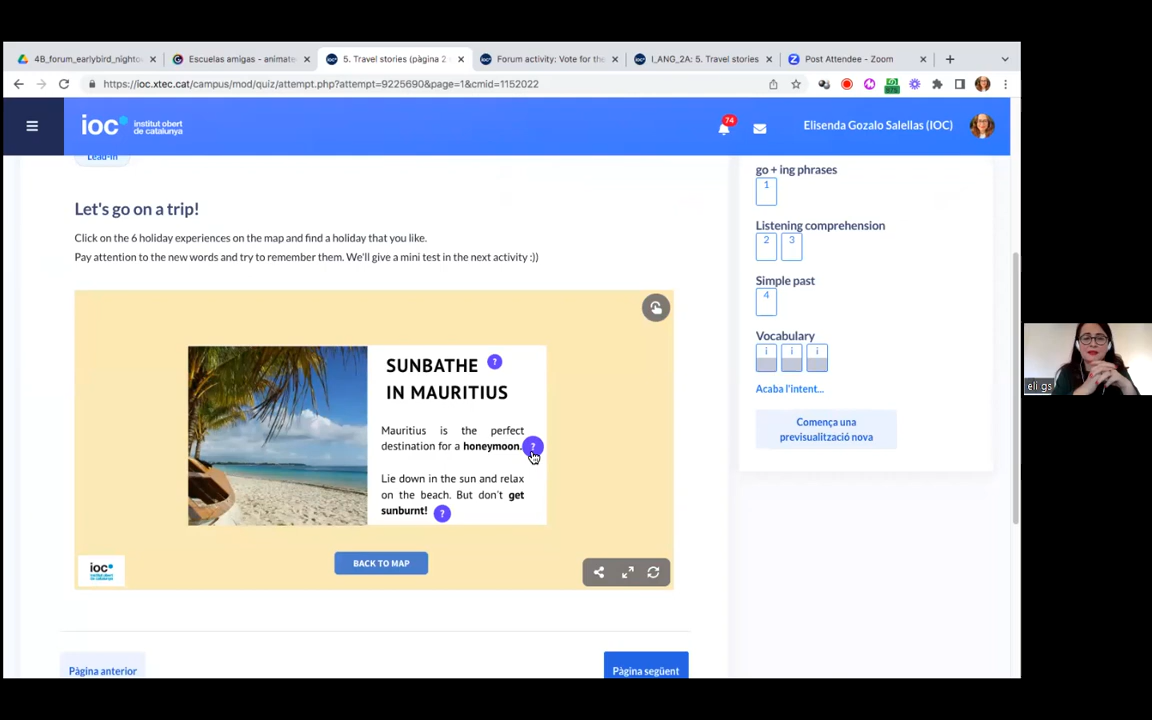 4B_forum_earlybird_nighto
Escuelas amigas - animate
5. Travel stories (pàgina 2
Forum activity: Vote for the
I_ANG_2A: 5. Travel stories
Post Attendee - Zoom
https://ioc.xtec.cat/campus/mod/quiz/attempt.php?attempt=9225690&page=1&cmid=1152022
ioc
institut obert
de catalunya
74
Elisenda Gozalo Salellas (IOC)
Lead-in
Let's go on a trip!
Click on the 6 holiday experiences on the map and find a holiday that you like.
Pay attention to the new words and try to remember them. We'll give a mini test in the next activity :))
SUNBATHE ?
IN MAURITIUS
Mauritius is the perfect
destination for a honeymoon. ?
Lie down in the sun and relax
on the beach. But don't get
sunburnt! ?
BACK TO MAP
ioc
institut obert
de catalunya
Pàgina anterior
Pàgina següent
go + ing phrases
1
Listening comprehension
2 3
Simple past
4
Vocabulary
i i i
Acaba l'intent...
Comença una
previsualització nova
eli gs